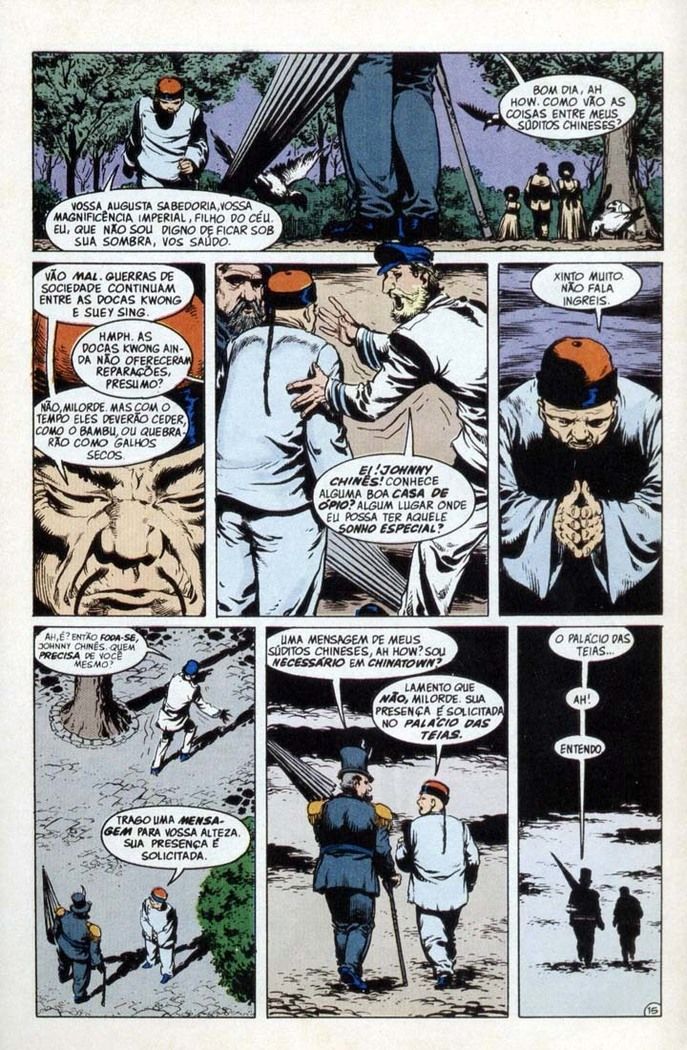 BOM DIA, AH
HOW. COMO VÃO AS
COISAS ENTRE MEUS
SÚDITOS CHINESES?
VOSSA AUGUSTA SABEDORIA, VOSSA
MAGNIFICÊNCIA IMPERIAL, FILHO DO CÉU.
EU, QUE NÃO SOU DIGNO DE FICAR SOB
SUA SOMBRA, VOS SAÚDO.
VÃO MAL. GUERRAS DE
SOCIEDADE CONTINUAM
ENTRE AS DOCAS KWONG
E SUEY SING.
HMPH. AS
DOCAS KWONG AIN-
DA NÃO OFERECERAM
REPARAÇÕES,
PRESUMO?
NÃO, MILORDE. MAS COM O
TEMPO ELES DEVERÃO CEDER,
COMO O BAMBU, OU QUEBRA-
RÃO COMO GALHOS
SECOS.
EI! JOHNNY
CHINÊS! CONHECE
ALGUMA BOA CASA DE
ÓPIO? ALGUM LUGAR ONDE
EU POSSA TER AQUELE
SONHO ESPECIAL?
XINTO MUITO.
NÃO FALA
INGREIS.
AH, É? ENTÃO FODA-SE,
JOHNNY CHINÊS. QUEM
PRECISA DE VOCÊ
MESMO?
TRAGO UMA MENSA-
GEM PARA VOSSA ALTEZA.
SUA PRESENÇA É
SOLICITADA.
UMA MENSAGEM DE MEUS
SÚDITOS CHINESES, AH HOW? SOU
NECESSÁRIO EM CHINATOWN?
LAMENTO QUE
NÃO, MILORDE. SUA
PRESENÇA É SOLICITADA
NO PALÁCIO DAS
TEIAS.
O PALÁCIO DAS
TEIAS...
AH!
ENTENDO
15